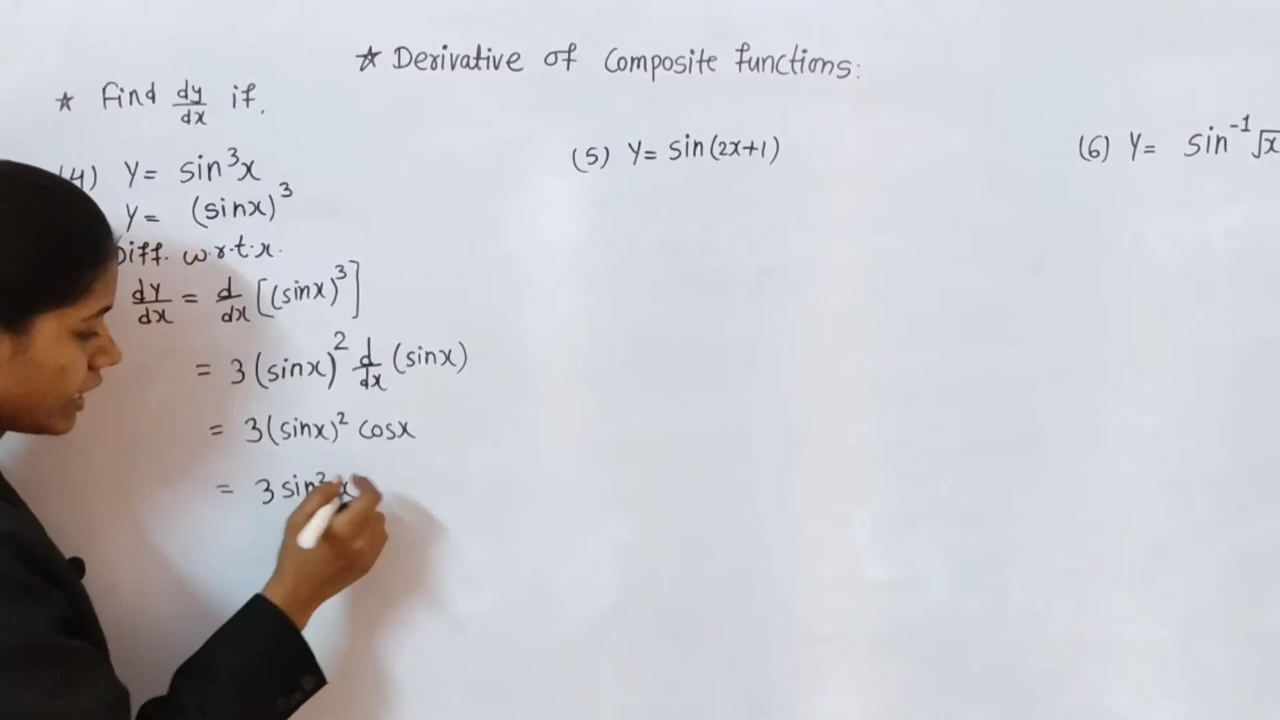 ☆ Derivative of Composite functions:
☆ Find dy/dx if.
(4) y = sin³x
y = (sinx)³
Diff. w.r.t.x.
dy/dx = d/dx [(sinx)³]
= 3(sinx)² d/dx (sinx)
= 3(sinx)² cosx
= 3 sin²x
(5) y = sin(2x+1)
(6) y = sin⁻¹√x